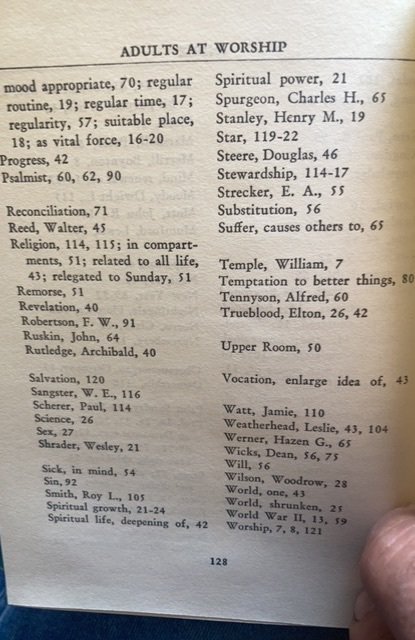 ADULTS AT WORSHIP
mood appropriate, 70; regular
routine, 19; regular time, 17;
regularity, 57; suitable place,
18; as vital force, 16-20
Progress, 42
Psalmist, 60, 62, 90
Reconciliation, 71
Reed, Walter, 45
Religion, 114, 115; in compart-
ments, 51; related to all life,
43; relegated to Sunday, 51
Remorse, 51
Revelation, 40
Robertson, F. W., 91
Ruskin, John, 64
Rutledge, Archibald, 40
Salvation, 120
Sangster, W. E., 116
Scherer, Paul, 114
Science, 26
Sex, 27
Shrader, Wesley, 21
Sick, in mind, 54
Sin, 92
Smith, Roy L., 105
Spiritual growth, 21-24
Spiritual life, deepening of, 42
Spiritual power, 21
Spurgeon, Charles H., 65
Stanley, Henry M., 19
Star, 119-22
Steere, Douglas, 46
Stewardship, 114-17
Strecker, E. A., 55
Substitution, 56
Suffer, causes others to, 65
Temple, William, 7
Temptation to better things, 80
Tennyson, Alfred, 60
Trueblood, Elton, 26, 42
Upper Room, 50
Vocation, enlarge idea of, 43
Watt, Jamie, 110
Weatherhead, Leslie, 43, 104
Werner, Hazen G., 65
Wicks, Dean, 56, 75
Will, 56
Wilson, Woodrow, 28
World, one, 43
World, shrunken, 25
World War II, 13, 59
Worship, 7, 8, 121
128